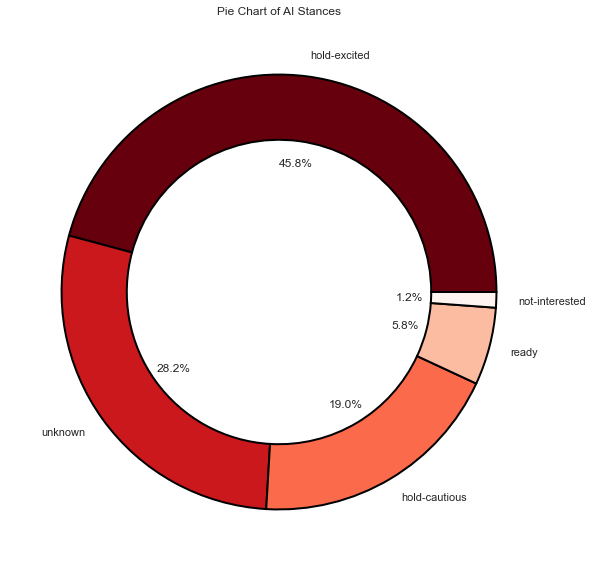 Pie Chart of AI Stances
hold-excited
45.8%
1.2%
not-interested
5.8%
ready
28.2%
19.0%
unknown
hold-cautious